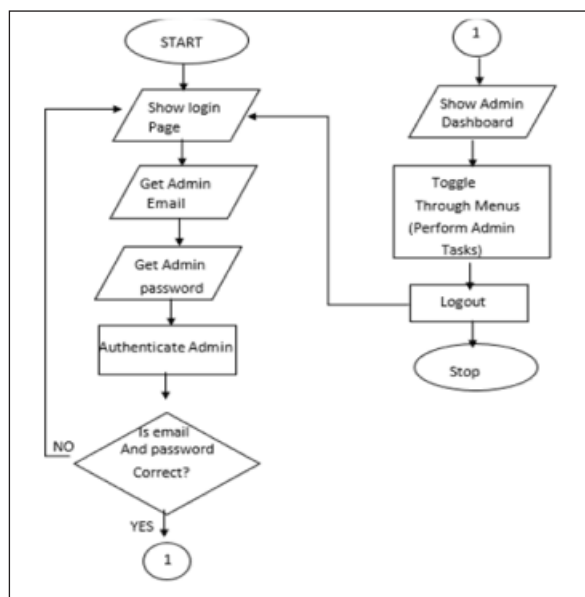 START
Show login
Page
Get Admin
Email
Get Admin
password
Authenticate Admin
Is email
And password
Correct?
NO
YES
1
1
Show Admin
Dashboard
Toggle
Through Menus
(Perform Admin
Tasks)
Logout
Stop